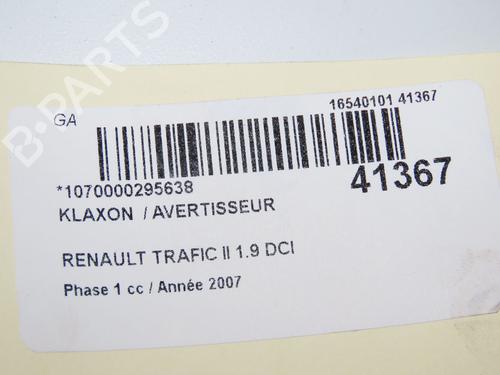 B-PARTS
GA
16540101 41367
*1070000295638
41367
KLAXON / AVERTISSEUR
RENAULT TRAFIC II 1.9 DCI
Phase 1 cc / Année 2007